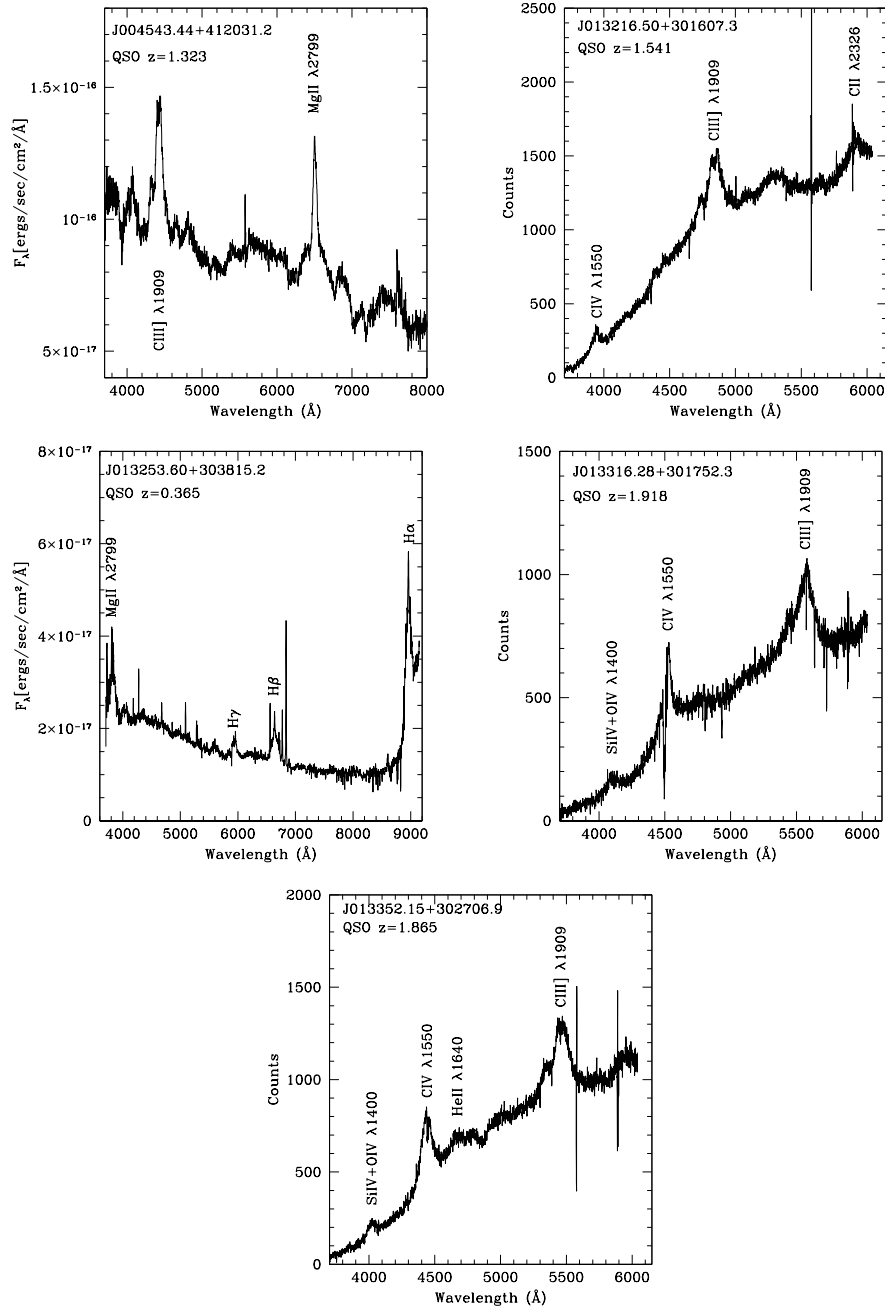 J004543.44+412031.2
QSO z=1.323
CIII] λ1909
MgII λ2799
1.5×10⁻¹⁶
10⁻¹⁶
5×10⁻¹⁷
Fλ[ergs/sec/cm²/Å]
4000 5000 6000 7000 8000
Wavelength (Å)
J013216.50+301607.3
QSO z=1.541
CIV λ1550
CIII] λ1909
CII λ2326
2500
2000
1500
1000
500
0
Counts
4000 4500 5000 5500 6000
Wavelength (Å)
J013253.60+303815.2
QSO z=0.365
MgII λ2799
Hγ
Hβ
Hα
8×10⁻¹⁷
6×10⁻¹⁷
4×10⁻¹⁷
2×10⁻¹⁷
0
Fλ[ergs/sec/cm²/Å]
4000 5000 6000 7000 8000 9000
Wavelength (Å)
J013316.28+301752.3
QSO z=1.918
SiIV+OIV λ1400
CIV λ1550
CIII] λ1909
1500
1000
500
0
Counts
4000 4500 5000 5500 6000
Wavelength (Å)
J013352.15+302706.9
QSO z=1.865
SiIV+OIV λ1400
CIV λ1550
HeII λ1640
CIII] λ1909
2000
1500
1000
500
0
Counts
4000 4500 5000 5500 6000
Wavelength (Å)